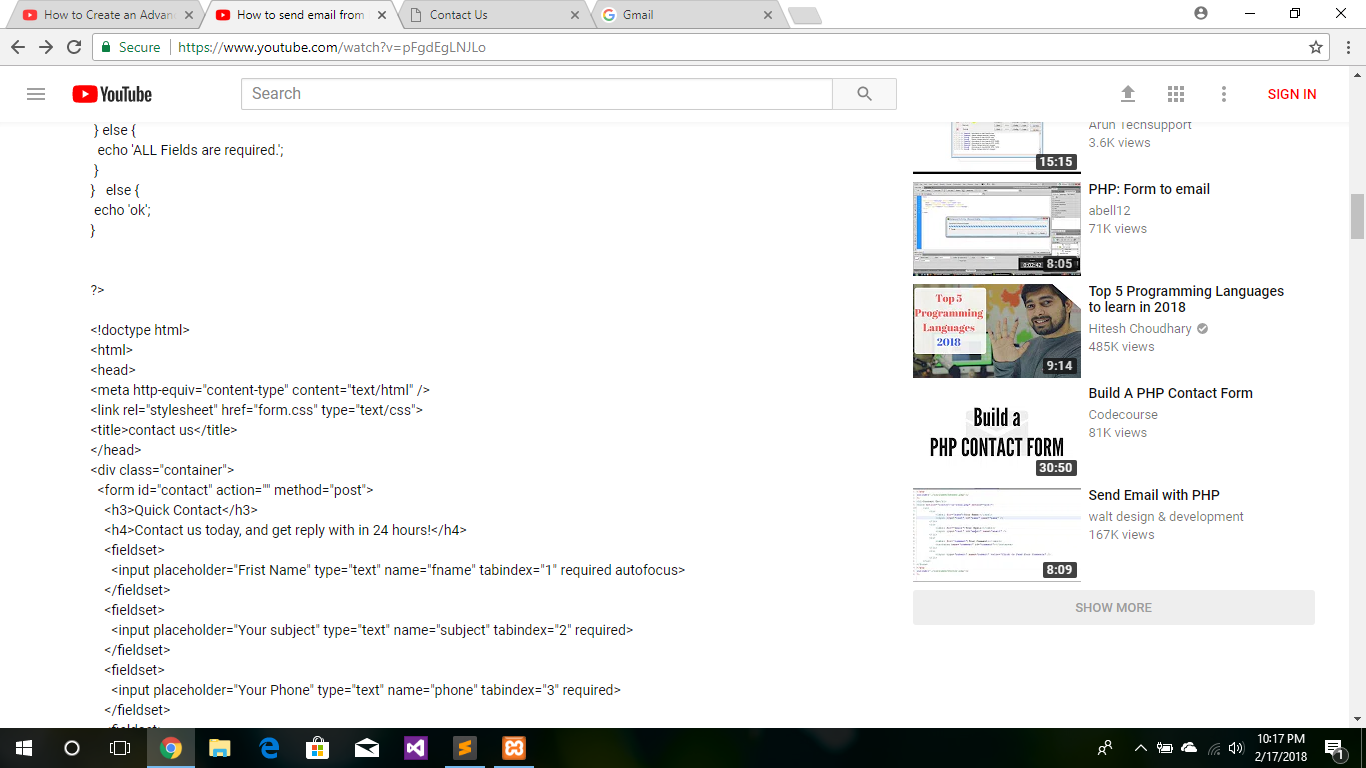 How to Create an Advan
How to send email from
Contact Us
Gmail
Secure
https://www.youtube.com/watch?v=pFgdEgLNJLo
YouTube
Search
SIGN IN
} else {
echo 'ALL Fields are required.';
}
} else {
echo 'ok';
}
?>
<!doctype html>
<html>
<head>
<meta http-equiv="content-type" content="text/html" />
<link rel="stylesheet" href="form.css" type="text/css">
<title>contact us</title>
</head>
<div class="container">
<form id="contact" action="" method="post">
<h3>Quick Contact</h3>
<h4>Contact us today, and get reply with in 24 hours!</h4>
<fieldset>
<input placeholder="Frist Name" type="text" name="fname" tabindex="1" required autofocus>
</fieldset>
<fieldset>
<input placeholder="Your subject" type="text" name="subject" tabindex="2" required>
</fieldset>
<fieldset>
<input placeholder="Your Phone" type="text" name="phone" tabindex="3" required>
</fieldset>
<fieldset>
Arun Techsupport
3.6K views
15:15
PHP: Form to email
abell12
71K views
0:02:42
8:05
Top 5 Programming Languages
to learn in 2018
Hitesh Choudhary
485K views
Top 5
Programming
Languages
2018
9:14
Build A PHP Contact Form
Codecourse
81K views
Build a
PHP CONTACT FORM
30:50
Send Email with PHP
walt design & development
167K views
8:09
SHOW MORE
10:17 PM
2/17/2018
1